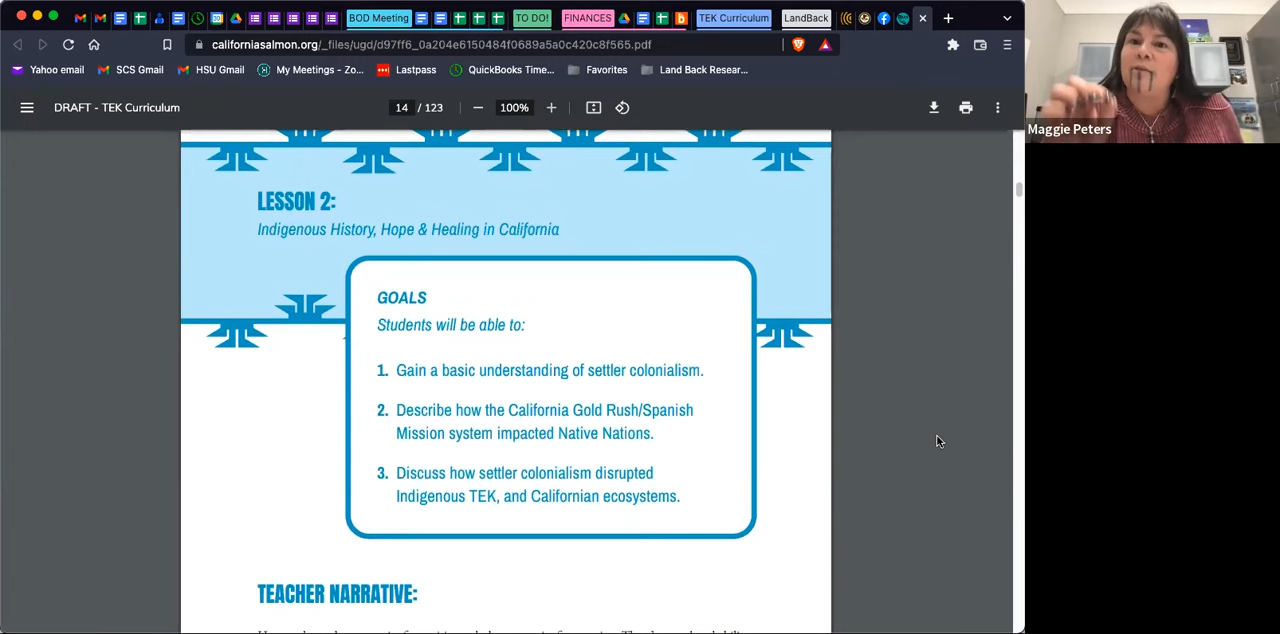 BOD Meeting
TO DO!
FINANCES
TEK Curriculum
LandBack
californiasalmon.org/_files/ugd/d97ff6_0a204e6150484f0689a5a0c420c8f565.pdf
Yahoo email
SCS Gmail
HSU Gmail
My Meetings - Zo...
Lastpass
QuickBooks Time...
Favorites
Land Back Resear...
DRAFT - TEK Curriculum
14 / 123
100%
Maggie Peters
LESSON 2:
Indigenous History, Hope & Healing in California
GOALS
Students will be able to:
1. Gain a basic understanding of settler colonialism.
2. Describe how the California Gold Rush/Spanish
Mission system impacted Native Nations.
3. Discuss how settler colonialism disrupted
Indigenous TEK, and Californian ecosystems.
TEACHER NARRATIVE: